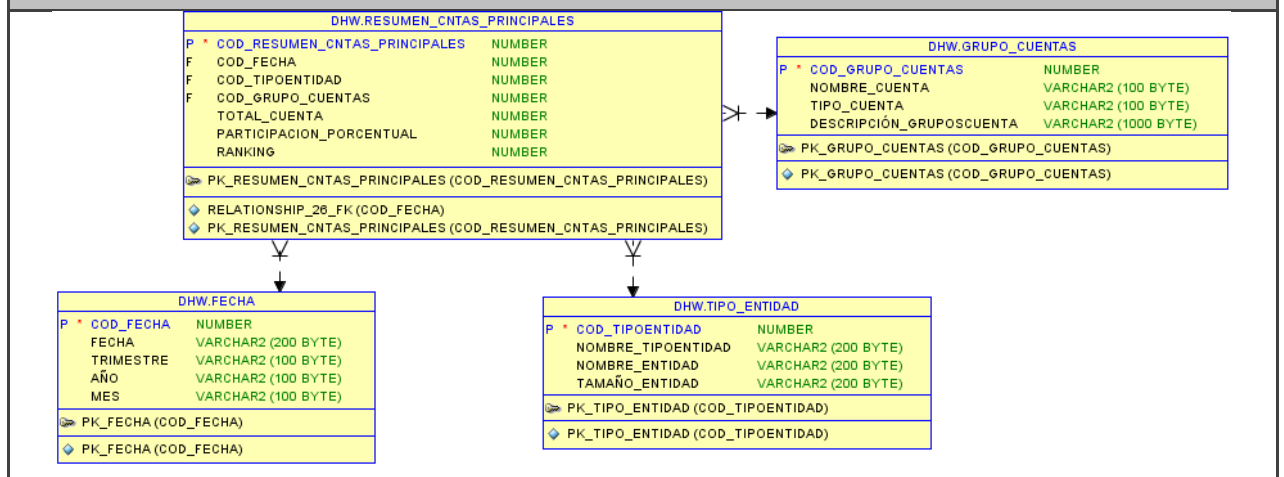 DHW.RESUMEN_CNTAS_PRINCIPALES
P * COD_RESUMEN_CNTAS_PRINCIPALES NUMBER
F COD_FECHA NUMBER
F COD_TIPOENTIDAD NUMBER
F COD_GRUPO_CUENTAS NUMBER
TOTAL_CUENTA NUMBER
PARTICIPACION_PORCENTUAL NUMBER
RANKING NUMBER
PK_RESUMEN_CNTAS_PRINCIPALES (COD_RESUMEN_CNTAS_PRINCIPALES)
RELATIONSHIP_26_FK (COD_FECHA)
PK_RESUMEN_CNTAS_PRINCIPALES (COD_RESUMEN_CNTAS_PRINCIPALES)
DHW.GRUPO_CUENTAS
P * COD_GRUPO_CUENTAS NUMBER
NOMBRE_CUENTA VARCHAR2 (100 BYTE)
TIPO_CUENTA VARCHAR2 (100 BYTE)
DESCRIPCIÓN_GRUPOSCUENTA VARCHAR2 (1000 BYTE)
PK_GRUPO_CUENTAS (COD_GRUPO_CUENTAS)
PK_GRUPO_CUENTAS (COD_GRUPO_CUENTAS)
DHW.FECHA
P * COD_FECHA NUMBER
FECHA VARCHAR2 (200 BYTE)
TRIMESTRE VARCHAR2 (100 BYTE)
AÑO VARCHAR2 (100 BYTE)
MES VARCHAR2 (100 BYTE)
PK_FECHA (COD_FECHA)
PK_FECHA (COD_FECHA)
DHW.TIPO_ENTIDAD
P * COD_TIPOENTIDAD NUMBER
NOMBRE_TIPOENTIDAD VARCHAR2 (200 BYTE)
NOMBRE_ENTIDAD VARCHAR2 (200 BYTE)
TAMAÑO_ENTIDAD VARCHAR2 (200 BYTE)
PK_TIPO_ENTIDAD (COD_TIPOENTIDAD)
PK_TIPO_ENTIDAD (COD_TIPOENTIDAD)